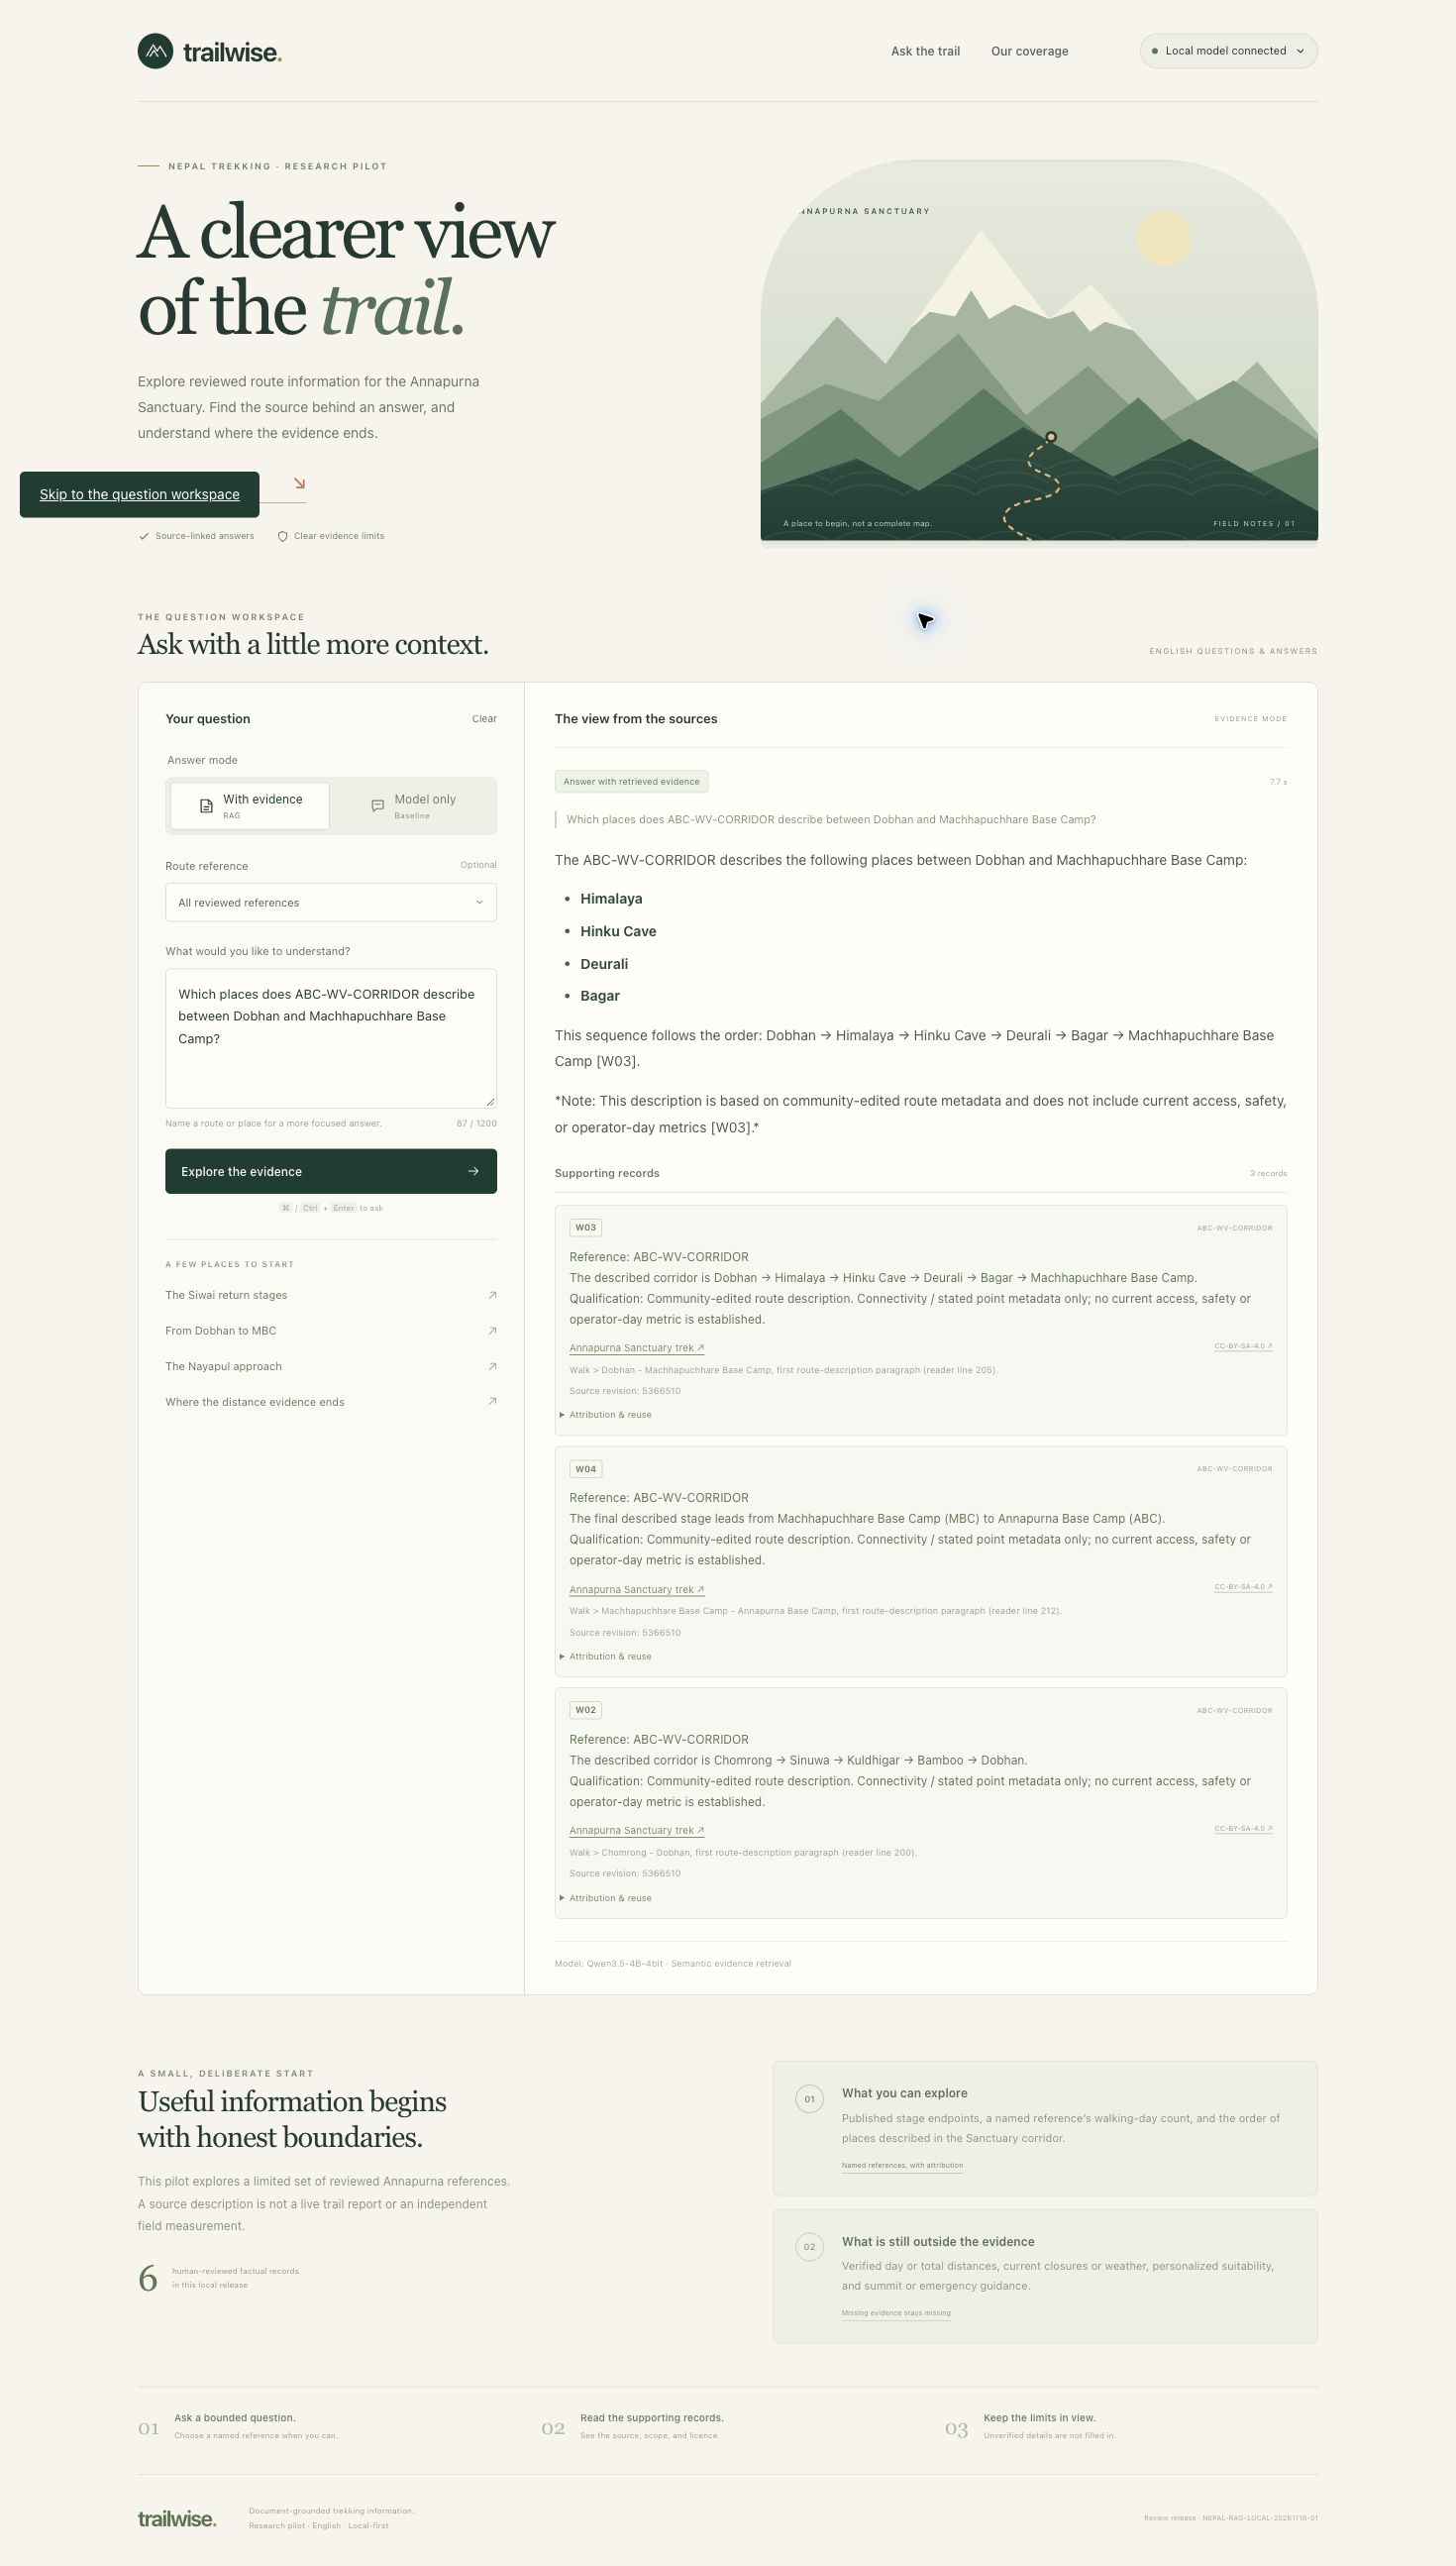 trailwise.
Ask the trail
Our coverage
Local model connected
NEPAL TREKKING · RESEARCH PILOT
A clearer view
of the trail.
Explore reviewed route information for the Annapurna
Sanctuary. Find the source behind an answer, and
understand where the evidence ends.
Skip to the question workspace
Source-linked answers
Clear evidence limits
NNAPURNA SANCTUARY
A place to begin, not a complete map.
FIELD NOTES / 01
THE QUESTION WORKSPACE
Ask with a little more context.
ENGLISH QUESTIONS & ANSWERS
Your question
Clear
Answer mode
With evidence
RAG
Model only
Baseline
Route reference
Optional
All reviewed references
What would you like to understand?
Which places does ABC-WV-CORRIDOR describe
between Dobhan and Machhapuchhare Base
Camp?
Name a route or place for a more focused answer.
87 / 1200
Explore the evidence →
⌘ / Ctrl + Enter to ask
A FEW PLACES TO START
The Siwai return stages ↗
From Dobhan to MBC ↗
The Nayapul approach ↗
Where the distance evidence ends ↗
The view from the sources
EVIDENCE MODE
Answer with retrieved evidence
7.7 s
Which places does ABC-WV-CORRIDOR describe between Dobhan and Machhapuchhare Base Camp?
The ABC-WV-CORRIDOR describes the following places between Dobhan and Machhapuchhare Base Camp:
• Himalaya
• Hinku Cave
• Deurali
• Bagar
This sequence follows the order: Dobhan → Himalaya → Hinku Cave → Deurali → Bagar → Machhapuchhare Base
Camp [W03].
*Note: This description is based on community-edited route metadata and does not include current access, safety,
or operator-day metrics [W03].*
Supporting records
3 records
W03
ABC-WV-CORRIDOR
Reference: ABC-WV-CORRIDOR
The described corridor is Dobhan → Himalaya → Hinku Cave → Deurali → Bagar → Machhapuchhare Base Camp.
Qualification: Community-edited route description. Connectivity / stated point metadata only; no current access, safety or
operator-day metric is established.
Annapurna Sanctuary trek ↗
CC-BY-SA-4.0 ↗
Walk > Dobhan - Machhapuchhare Base Camp, first route-description paragraph (reader line 205).
Source revision: 5366510
Attribution & reuse
W04
ABC-WV-CORRIDOR
Reference: ABC-WV-CORRIDOR
The final described stage leads from Machhapuchhare Base Camp (MBC) to Annapurna Base Camp (ABC).
Qualification: Community-edited route description. Connectivity / stated point metadata only; no current access, safety or
operator-day metric is established.
Annapurna Sanctuary trek ↗
CC-BY-SA-4.0 ↗
Walk > Machhapuchhare Base Camp - Annapurna Base Camp, first route-description paragraph (reader line 212).
Source revision: 5366510
Attribution & reuse
W02
ABC-WV-CORRIDOR
Reference: ABC-WV-CORRIDOR
The described corridor is Chomrong → Sinuwa → Kuldhigar → Bamboo → Dobhan.
Qualification: Community-edited route description. Connectivity / stated point metadata only; no current access, safety or
operator-day metric is established.
Annapurna Sanctuary trek ↗
CC-BY-SA-4.0 ↗
Walk > Chomrong - Dobhan, first route-description paragraph (reader line 200).
Source revision: 5366510
Attribution & reuse
Model: Qwen3.5-4B-4bit · Semantic evidence retrieval
A SMALL, DELIBERATE START
Useful information begins
with honest boundaries.
This pilot explores a limited set of reviewed Annapurna references.
A source description is not a live trail report or an independent
field measurement.
6
human-reviewed factual records
in this local release
01
What you can explore
Published stage endpoints, a named reference's walking-day count, and the order of
places described in the Sanctuary corridor.
Named references, with attribution
02
What is still outside the evidence
Verified day or total distances, current closures or weather, personalized suitability,
and summit or emergency guidance.
Missing evidence stays missing
01
Ask a bounded question.
Choose a named reference when you can.
02
Read the supporting records.
See the source, scope, and licence.
03
Keep the limits in view.
Unverified details are not filled in.
trailwise.
Document-grounded trekking information.
Research pilot · English · Local-first
Review release · NEPAL-RAG-LOCAL-20261118-01